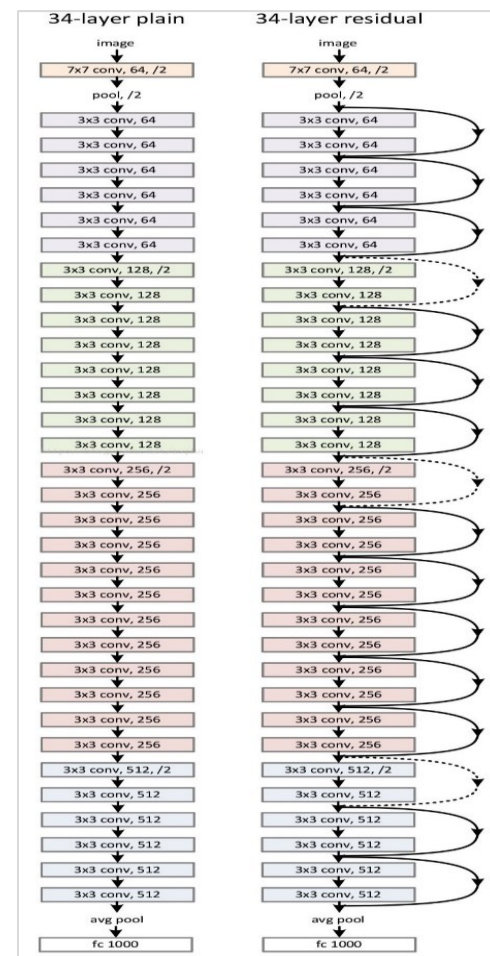 34-layer plain
image
7x7 conv, 64, /2
pool, /2
3x3 conv, 64
3x3 conv, 64
3x3 conv, 64
3x3 conv, 64
3x3 conv, 64
3x3 conv, 64
3x3 conv, 128, /2
3x3 conv, 128
3x3 conv, 128
3x3 conv, 128
3x3 conv, 128
3x3 conv, 128
3x3 conv, 128
3x3 conv, 128
3x3 conv, 256, /2
3x3 conv, 256
3x3 conv, 256
3x3 conv, 256
3x3 conv, 256
3x3 conv, 256
3x3 conv, 256
3x3 conv, 256
3x3 conv, 256
3x3 conv, 256
3x3 conv, 256
3x3 conv, 256
3x3 conv, 512, /2
3x3 conv, 512
3x3 conv, 512
3x3 conv, 512
3x3 conv, 512
3x3 conv, 512
avg pool
fc 1000
34-layer residual
image
7x7 conv, 64, /2
pool, /2
3x3 conv, 64
3x3 conv, 64
3x3 conv, 64
3x3 conv, 64
3x3 conv, 64
3x3 conv, 64
3x3 conv, 128, /2
3x3 conv, 128
3x3 conv, 128
3x3 conv, 128
3x3 conv, 128
3x3 conv, 128
3x3 conv, 128
3x3 conv, 128
3x3 conv, 256, /2
3x3 conv, 256
3x3 conv, 256
3x3 conv, 256
3x3 conv, 256
3x3 conv, 256
3x3 conv, 256
3x3 conv, 256
3x3 conv, 256
3x3 conv, 256
3x3 conv, 256
3x3 conv, 256
3x3 conv, 512, /2
3x3 conv, 512
3x3 conv, 512
3x3 conv, 512
3x3 conv, 512
3x3 conv, 512
avg pool
fc 1000